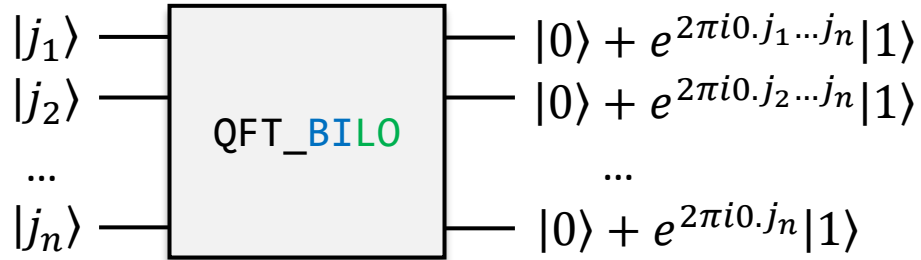 |j₁⟩ |0⟩ + e^{2πi0.j₁…jₙ}|1⟩
|j₂⟩ |0⟩ + e^{2πi0.j₂…jₙ}|1⟩
QFT_BILO
… …
|jₙ⟩ |0⟩ + e^{2πi0.jₙ}|1⟩